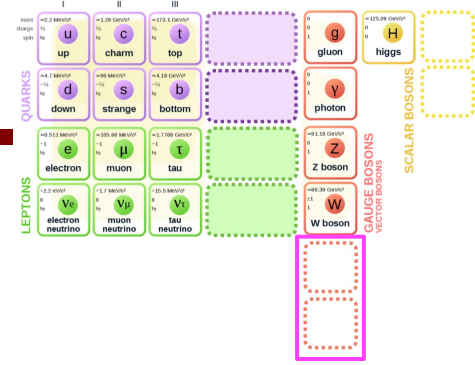 I II III
mass ≈2.2 MeV/c² ≈1.28 GeV/c² ≈173.1 GeV/c² 0 ≈125.09 GeV/c²
charge ⅔ ⅔ ⅔ 0 0
spin ½ ½ ½ 1 0
u c t g H
up charm top gluon higgs
QUARKS
≈4.7 MeV/c² ≈96 MeV/c² ≈4.18 GeV/c² 0
−⅓ −⅓ −⅓ 0
½ ½ ½ 1
d s b γ
down strange bottom photon
SCALAR BOSONS
LEPTONS
≈0.511 MeV/c² ≈105.66 MeV/c² ≈1.7768 GeV/c² ≈91.19 GeV/c²
−1 −1 −1 0
½ ½ ½ 1
e μ τ Z
electron muon tau Z boson
GAUGE BOSONS
VECTOR BOSONS
<2.2 eV/c² <1.7 MeV/c² <15.5 MeV/c² ≈80.39 GeV/c²
0 0 0 ±1
½ ½ ½ 1
νe νμ ντ W
electron neutrino muon neutrino tau neutrino W boson